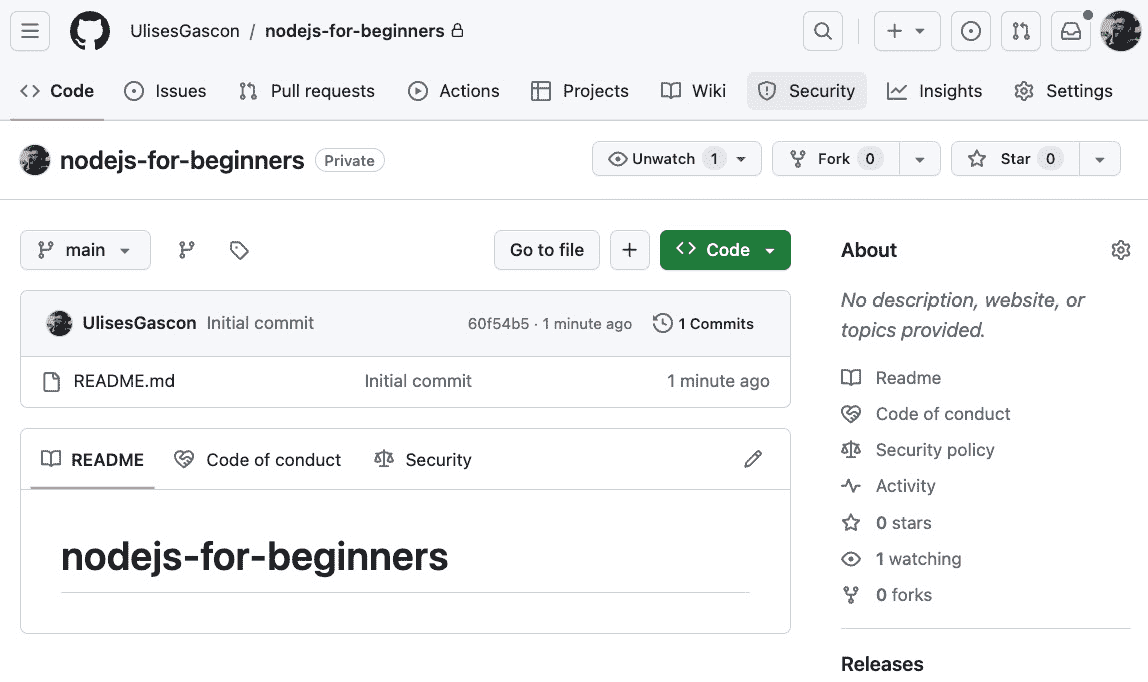 UlisesGascon / nodejs-for-beginners
Code Issues Pull requests Actions Projects Wiki Security Insights Settings
nodejs-for-beginners Private Unwatch 1 Fork 0 Star 0
main Go to file + Code
UlisesGascon Initial commit 60f54b5 · 1 minute ago 1 Commits
README.md Initial commit 1 minute ago
README Code of conduct Security
nodejs-for-beginners
About
No description, website, or
topics provided.
Readme
Code of conduct
Security policy
Activity
0 stars
1 watching
0 forks
Releases